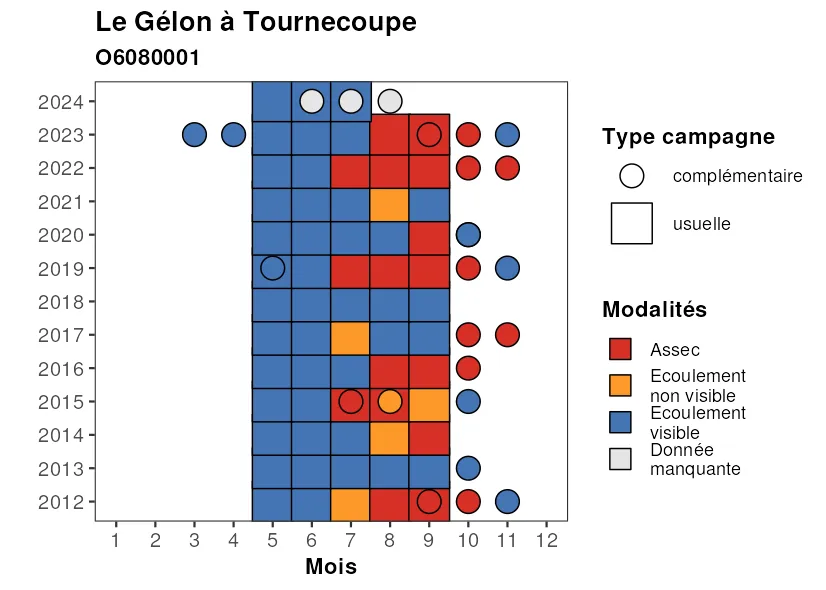 Le Gélon à Tournecoupe
O6080001
2024
2023
2022
2021
2020
2019
2018
2017
2016
2015
2014
2013
2012
1 2 3 4 5 6 7 8 9 10 11 12
Mois
Type campagne
complémentaire
usuelle
Modalités
Assec
Ecoulement
non visible
Ecoulement
visible
Donnée
manquante